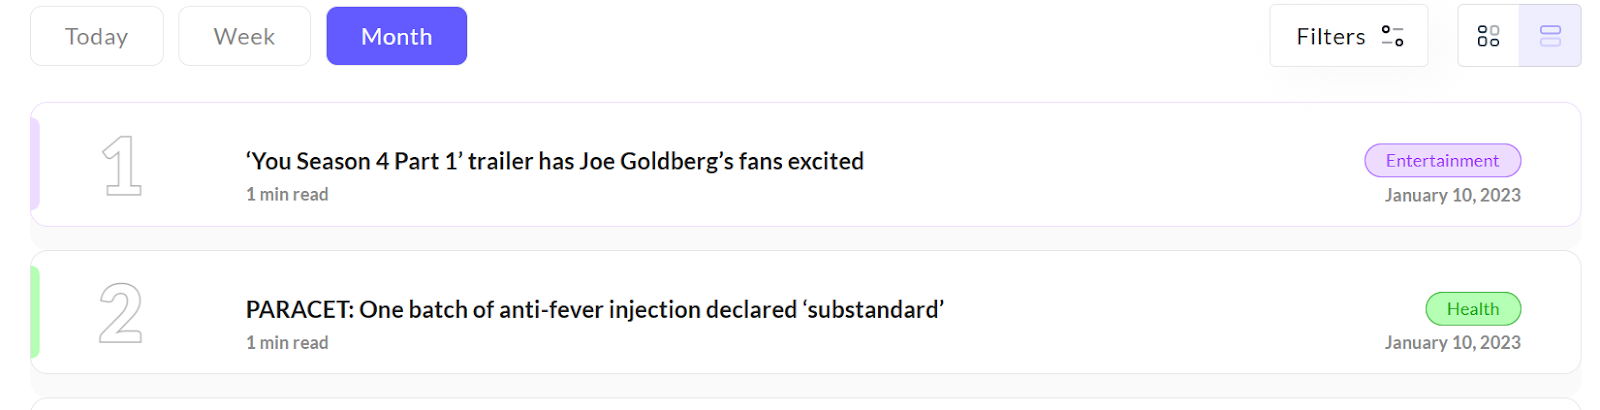 Today Week Month Filters
1
‘You Season 4 Part 1’ trailer has Joe Goldberg’s fans excited
Entertainment
1 min read
January 10, 2023
2
PARACET: One batch of anti-fever injection declared ‘substandard’
Health
1 min read
January 10, 2023